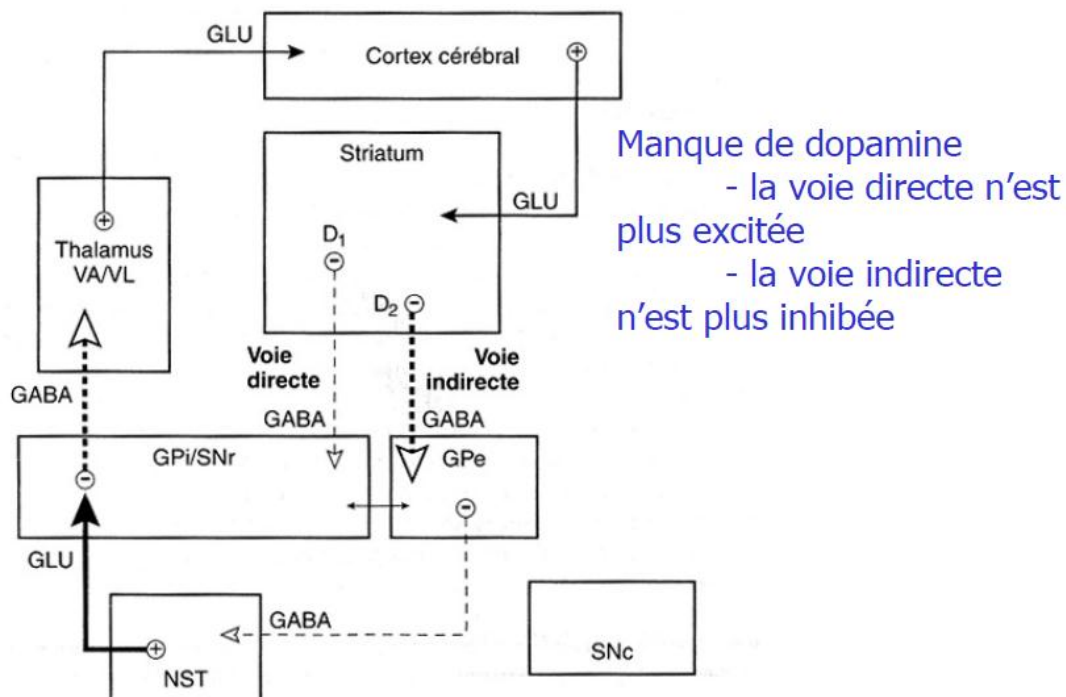 GLU
Cortex cérébral
+
Striatum
GLU
Thalamus
VA/VL
+
D₁
-
D₂ -
Voie
directe
Voie
indirecte
GABA
GABA
GABA
GPi/SNr
GPe
-
-
GLU
GABA
+
NST
SNc
Manque de dopamine
- la voie directe n'est
plus excitée
- la voie indirecte
n'est plus inhibée